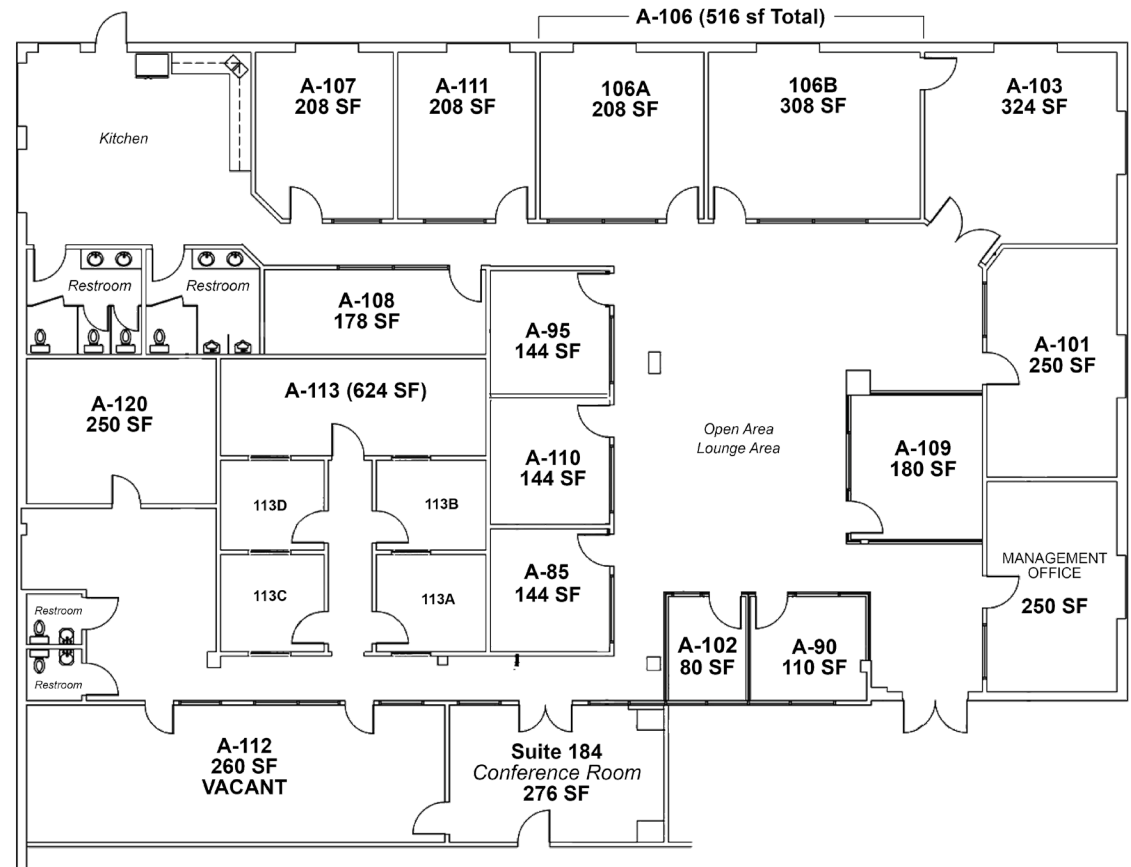 A-106 (516 sf Total)
A-107
208 SF
A-111
208 SF
106A
208 SF
106B
308 SF
A-103
324 SF
Kitchen
Restroom
Restroom
A-108
178 SF
A-95
144 SF
A-101
250 SF
A-120
250 SF
A-113 (624 SF)
Open Area
Lounge Area
A-110
144 SF
A-109
180 SF
113D
113B
MANAGEMENT
OFFICE
250 SF
A-85
144 SF
113C
113A
Restroom
Restroom
A-102
80 SF
A-90
110 SF
A-112
260 SF
VACANT
Suite 184
Conference Room
276 SF